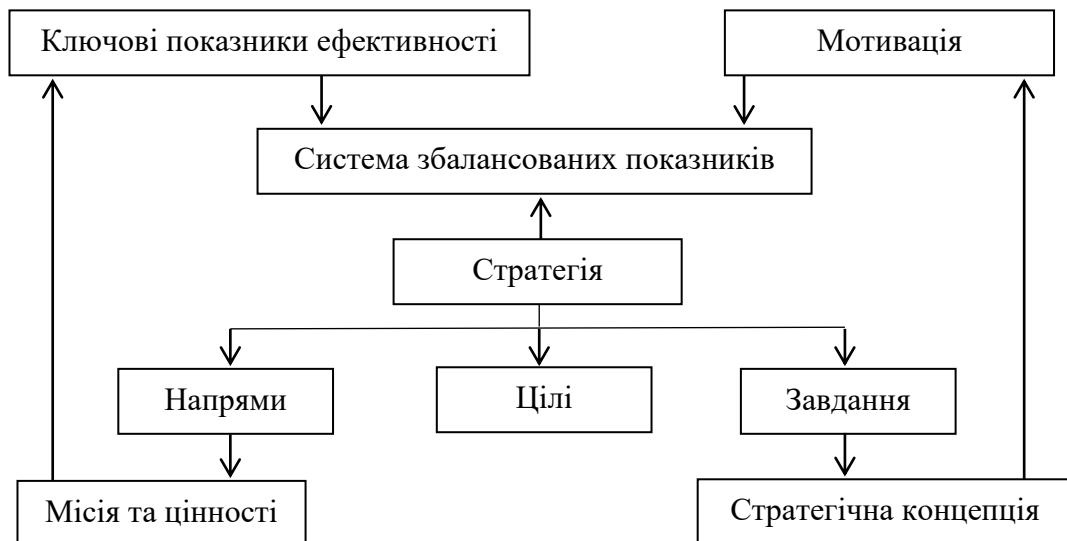 Ключові показники ефективності
Мотивація
Система збалансованих показників
Стратегія
Напрями
Цілі
Завдання
Місія та цінності
Стратегічна концепція